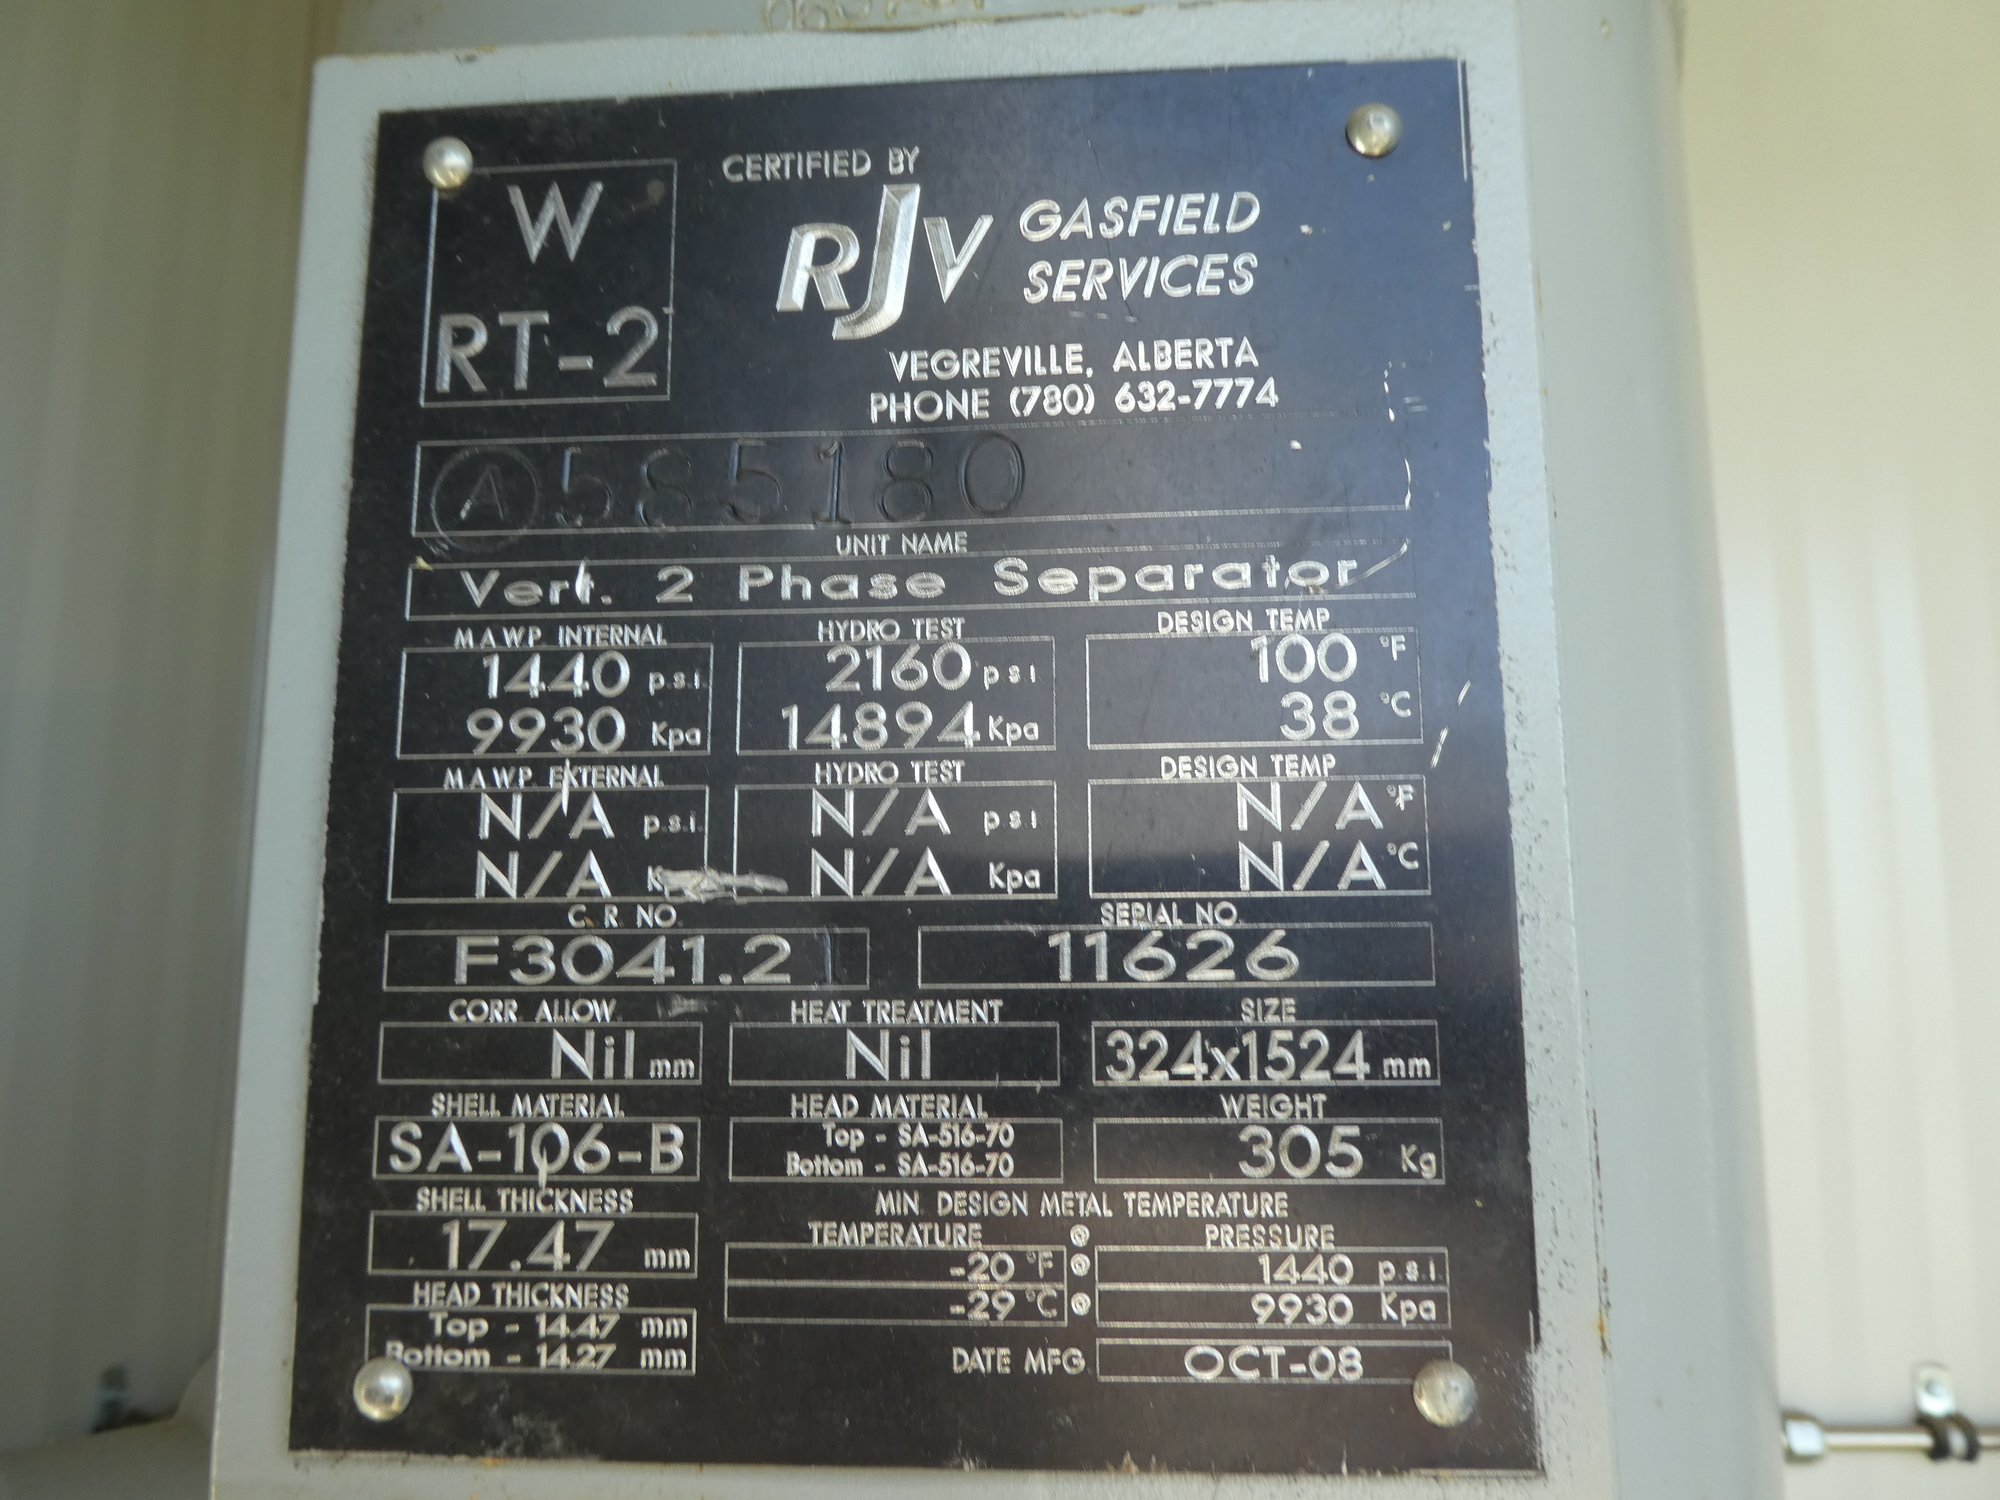 W
RT-2
CERTIFIED BY
RJV GASFIELD
SERVICES
VEGREVILLE, ALBERTA
PHONE (780) 632-7774
A 585180
UNIT NAME
Vert. 2 Phase Separator
M A W P INTERNAL HYDRO TEST DESIGN TEMP
1440 p.s.i. 2160 p s i 100 °F
9930 Kpa 14894 Kpa 38 °C
M A W P EXTERNAL HYDRO TEST DESIGN TEMP
N/A p.s.i. N/A p s i N/A °F
N/A N/A Kpa N/A °C
C. R NO. SERIAL NO.
F3041.21 11626
CORR. ALLOW. HEAT TREATMENT SIZE
Nil mm Nil 324x1524 mm
SHELL MATERIAL HEAD MATERIAL WEIGHT
SA-106-B Top - SA-516-70
Bottom - SA-516-70 305 Kg
SHELL THICKNESS MIN. DESIGN METAL TEMPERATURE
17.47 mm TEMPERATURE @ PRESSURE
-20 °F @ 1440 p.s.i.
HEAD THICKNESS -29 °C @ 9930 Kpa
Top - 14.47 mm
Bottom - 14.27 mm DATE MFG. OCT-08